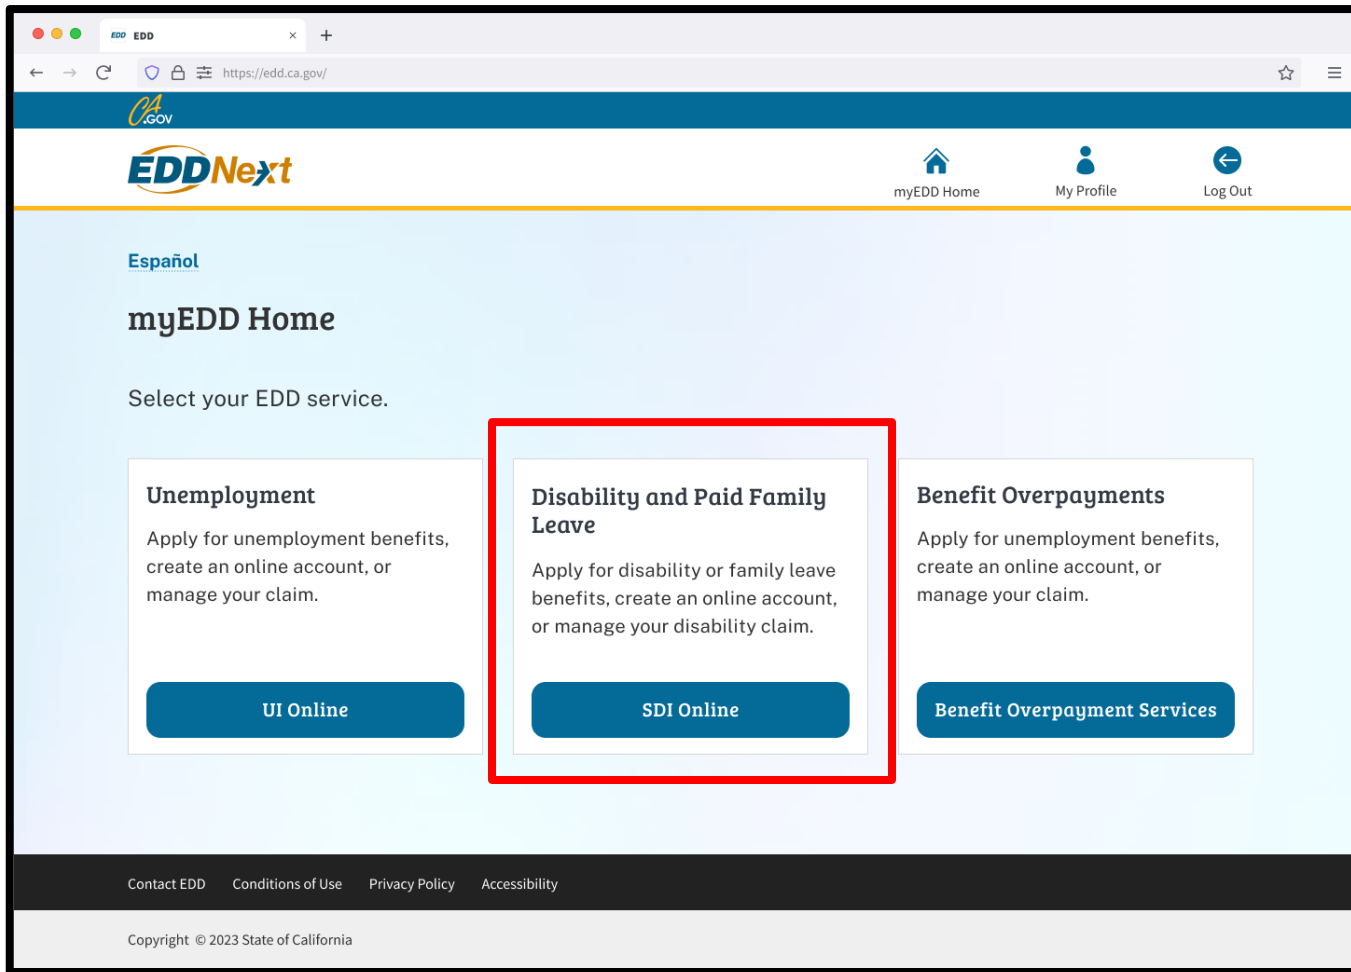 EDD EDD
https://edd.ca.gov/
CA.GOV
EDDNext
myEDD Home
My Profile
Log Out
Español
myEDD Home
Select your EDD service.
Unemployment
Apply for unemployment benefits,
create an online account, or
manage your claim.
UI Online
Disability and Paid Family
Leave
Apply for disability or family leave
benefits, create an online account,
or manage your disability claim.
SDI Online
Benefit Overpayments
Apply for unemployment benefits,
create an online account, or
manage your claim.
Benefit Overpayment Services
Contact EDD Conditions of Use Privacy Policy Accessibility
Copyright © 2023 State of California